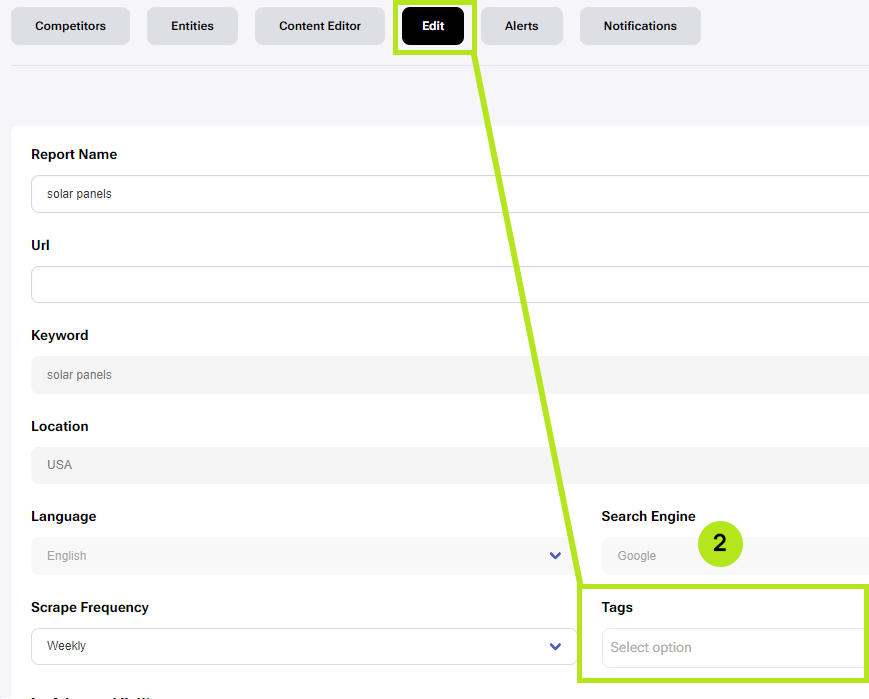 Competitors Entities Content Editor Edit Alerts Notifications
Report Name
solar panels
Url
Keyword
solar panels
Location
USA
Language Search Engine
English Google 2
Scrape Frequency Tags
Weekly Select option